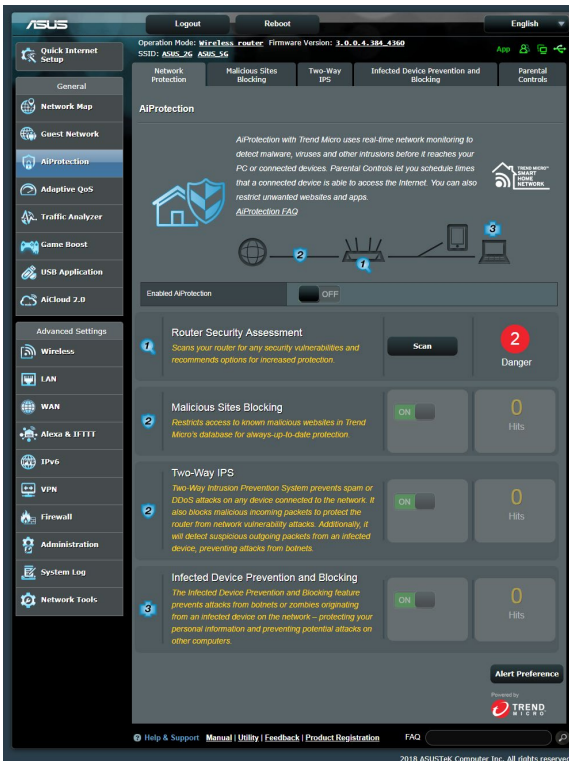 ASUS
Logout
Reboot
English
Quick Internet
Setup
Operation Mode: Wireless router Firmware Version: 3.0.0.4.384_4360
SSID: ASUS_2G ASUS_5G
App
General
Network Map
Guest Network
AiProtection
Adaptive QoS
Traffic Analyzer
Game Boost
USB Application
AiCloud 2.0
Advanced Settings
Wireless
LAN
WAN
Alexa & IFTTT
IPv6
VPN
Firewall
Administration
System Log
Network Tools
Network
Protection
Malicious Sites
Blocking
Two-Way
IPS
Infected Device Prevention and
Blocking
Parental
Controls
AiProtection
AiProtection with Trend Micro uses real-time network monitoring to
detect malware, viruses and other intrusions before it reaches your
PC or connected devices. Parental Controls let you schedule times
that a connected device is able to access the Internet. You can also
restrict unwanted websites and apps.
AiProtection FAQ
TREND MICRO™
SMART
HOME
NETWORK
2
1
3
Enabled AiProtection
OFF
1
Router Security Assessment
Scans your router for any security vulnerabilities and
recommends options for increased protection.
Scan
2
Danger
2
Malicious Sites Blocking
Restricts access to known malicious websites in Trend
Micro's database for always-up-to-date protection.
ON
0
Hits
2
Two-Way IPS
Two-Way Intrusion Prevention System prevents spam or
DDoS attacks on any device connected to the network. It
also blocks malicious incoming packets to protect the
router from network vulnerability attacks. Additionally, it
will detect suspicious outgoing packets from an infected
device, preventing attacks from botnets.
ON
0
Hits
3
Infected Device Prevention and Blocking
The Infected Device Prevention and Blocking feature
prevents attacks from botnets or zombies originating
from an infected device on the network – protecting your
personal information and preventing potential attacks on
other computers.
ON
0
Hits
Alert Preference
Powered by
TREND
MICRO
Help & Support Manual | Utility | Feedback | Product Registration FAQ
2018 ASUSTeK Computer Inc. All rights reserved